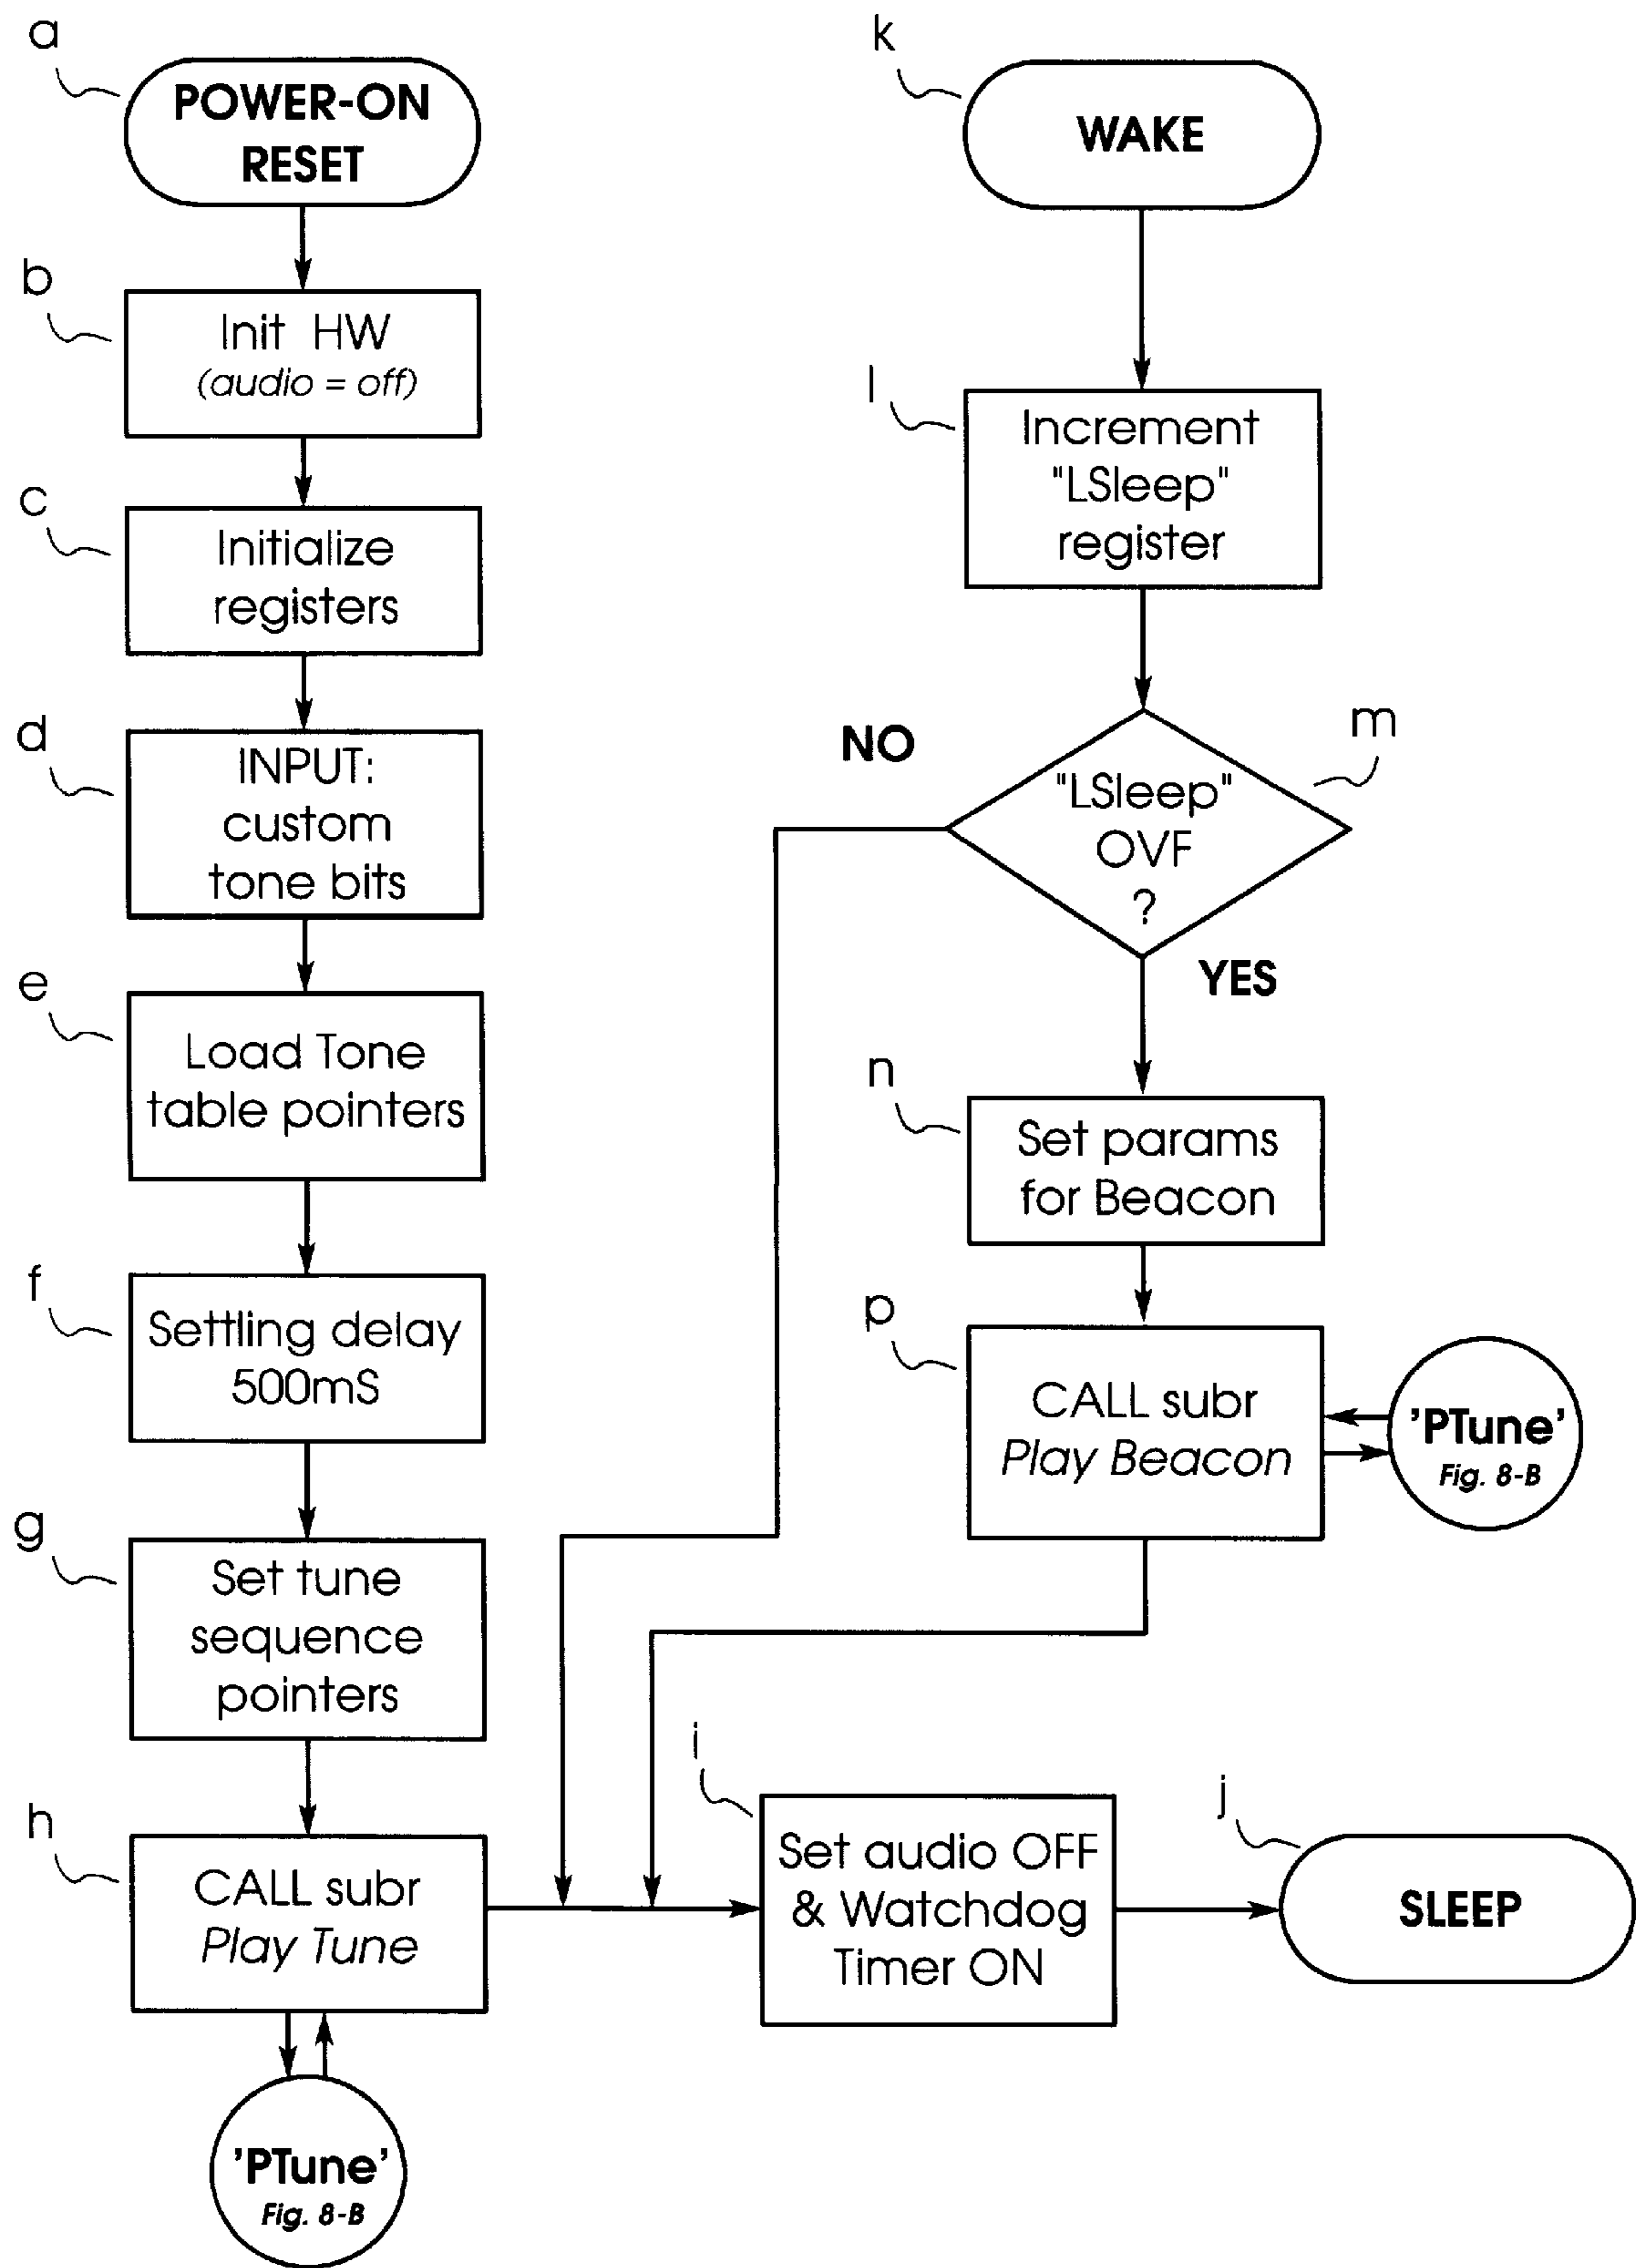 a
POWER-ON
RESET
b
Init HW
(audio = off)
c
Initialize
registers
d
INPUT:
custom
tone bits
e
Load Tone
table pointers
f
Settling delay
500mS
g
Set tune
sequence
pointers
h
CALL subr
Play Tune
'PTune'
Fig. 8-B
i
Set audio OFF
& Watchdog
Timer ON
j
SLEEP
k
WAKE
l
Increment
"LSleep"
register
m
"LSleep"
OVF
?
NO
YES
n
Set params
for Beacon
p
CALL subr
Play Beacon
'PTune'
Fig. 8-B